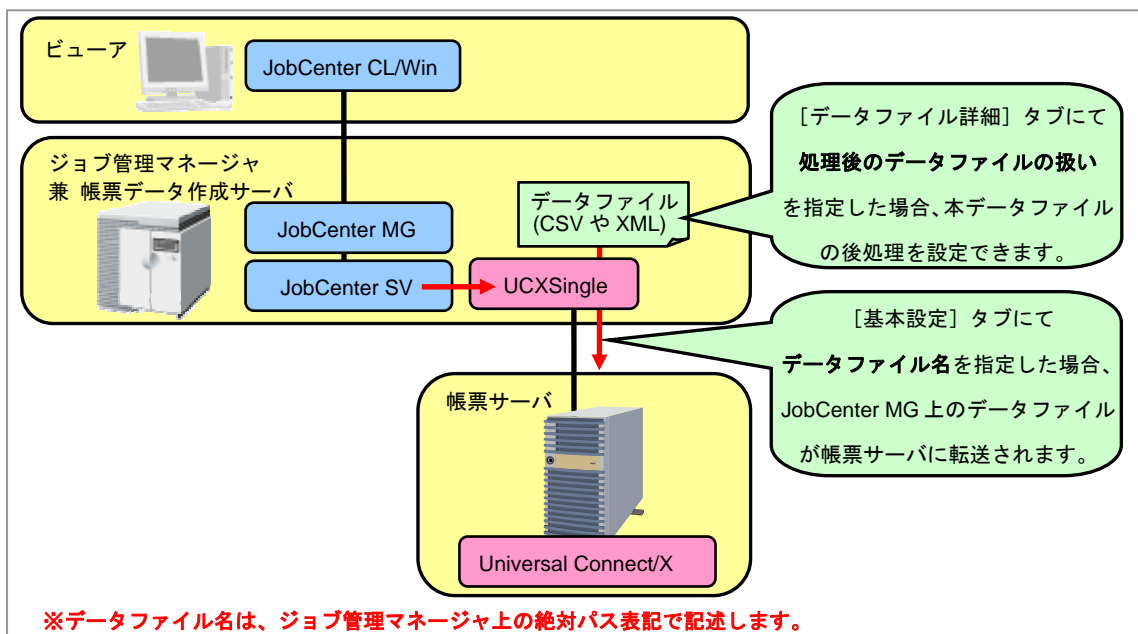 ビューア
JobCenter CL/Win
ジョブ管理マネージャ
兼 帳票データ作成サーバ
JobCenter MG
JobCenter SV
データファイル
(CSV や XML)
UCXSingle
［データファイル詳細］タブにて
処理後のデータファイルの扱い
を指定した場合、本データファイル
の後処理を設定できます。
［基本設定］タブにて
データファイル名を指定した場合、
JobCenter MG 上のデータファイル
が帳票サーバに転送されます。
帳票サーバ
Universal Connect/X
※データファイル名は、ジョブ管理マネージャ上の絶対パス表記で記述します。